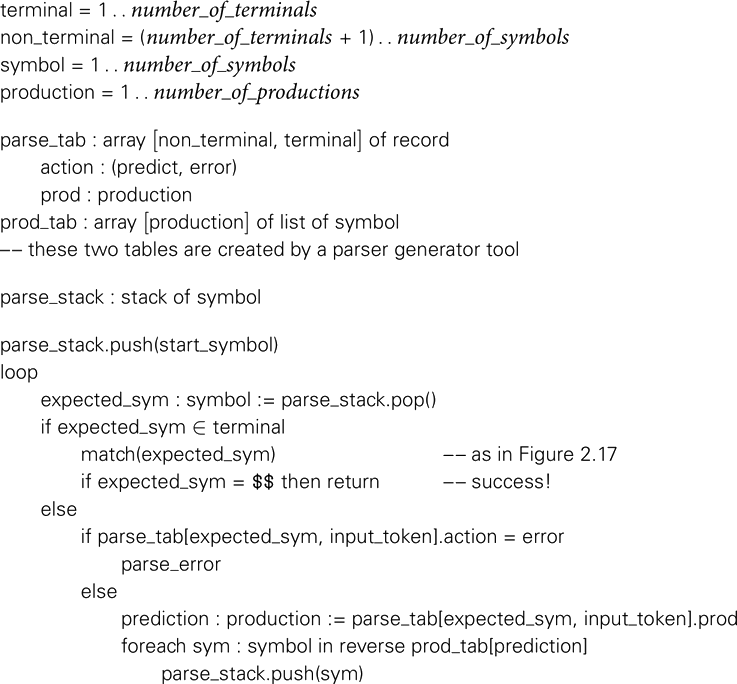 terminal = 1 . . number_of_terminals
non_terminal = (number_of_terminals + 1) . . number_of_symbols
symbol = 1 . . number_of_symbols
production = 1 . . number_of_productions
parse_tab : array [non_terminal, terminal] of record
action : (predict, error)
prod : production
prod_tab : array [production] of list of symbol
–– these two tables are created by a parser generator tool
parse_stack : stack of symbol
parse_stack.push(start_symbol)
loop
expected_sym : symbol := parse_stack.pop()
if expected_sym ∈ terminal
match(expected_sym) –– as in Figure 2.17
if expected_sym = $$ then return –– success!
else
if parse_tab[expected_sym, input_token].action = error
parse_error
else
prediction : production := parse_tab[expected_sym, input_token].prod
foreach sym : symbol in reverse prod_tab[prediction]
parse_stack.push(sym)